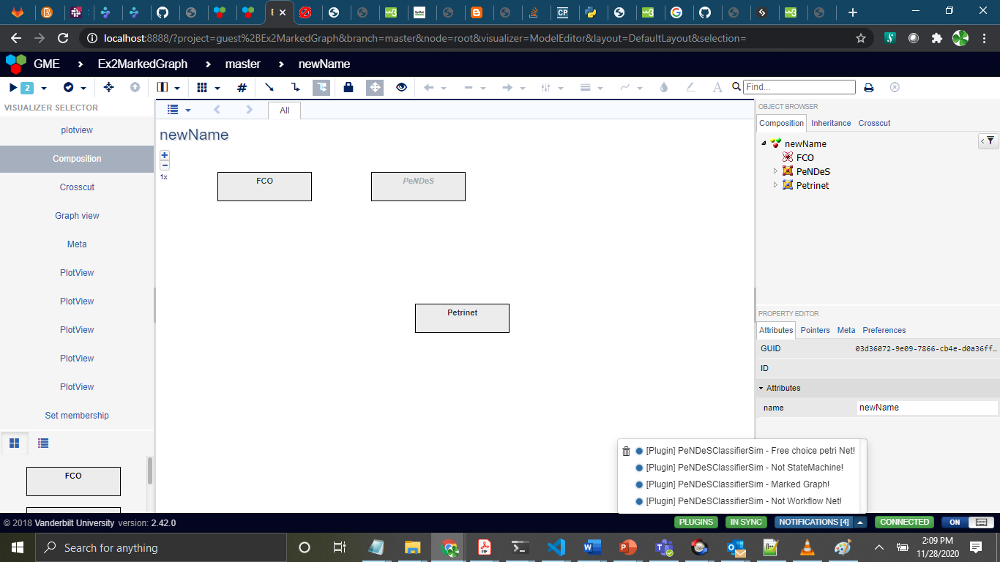 localhost:8888/?project=guest%2BEx2MarkedGraph&branch=master&node=root&visualizer=ModelEditor&layout=DefaultLayout&selection=
GME > Ex2MarkedGraph > master > newName
2
Find...
VISUALIZER SELECTOR
plotview
Composition
Crosscut
Graph view
Meta
PlotView
PlotView
PlotView
PlotView
PlotView
Set membership
FCO
All
newName
1x
FCO
PeNDeS
Petrinet
OBJECT BROWSER
Composition Inheritance Crosscut
newName
FCO
PeNDeS
Petrinet
PROPERTY EDITOR
Attributes Pointers Meta Preferences
GUID 03d36072-9e09-7866-cb4e-d0a36ff...
ID
Attributes
name newName
[Plugin] PeNDeSClassifierSim - Free choice petri Net!
[Plugin] PeNDeSClassifierSim - Not StateMachine!
[Plugin] PeNDeSClassifierSim - Marked Graph!
[Plugin] PeNDeSClassifierSim - Not Workflow Net!
© 2018 Vanderbilt University version: 2.42.0
PLUGINS IN SYNC NOTIFICATIONS [4] CONNECTED ON
Search for anything
2:09 PM
11/28/2020